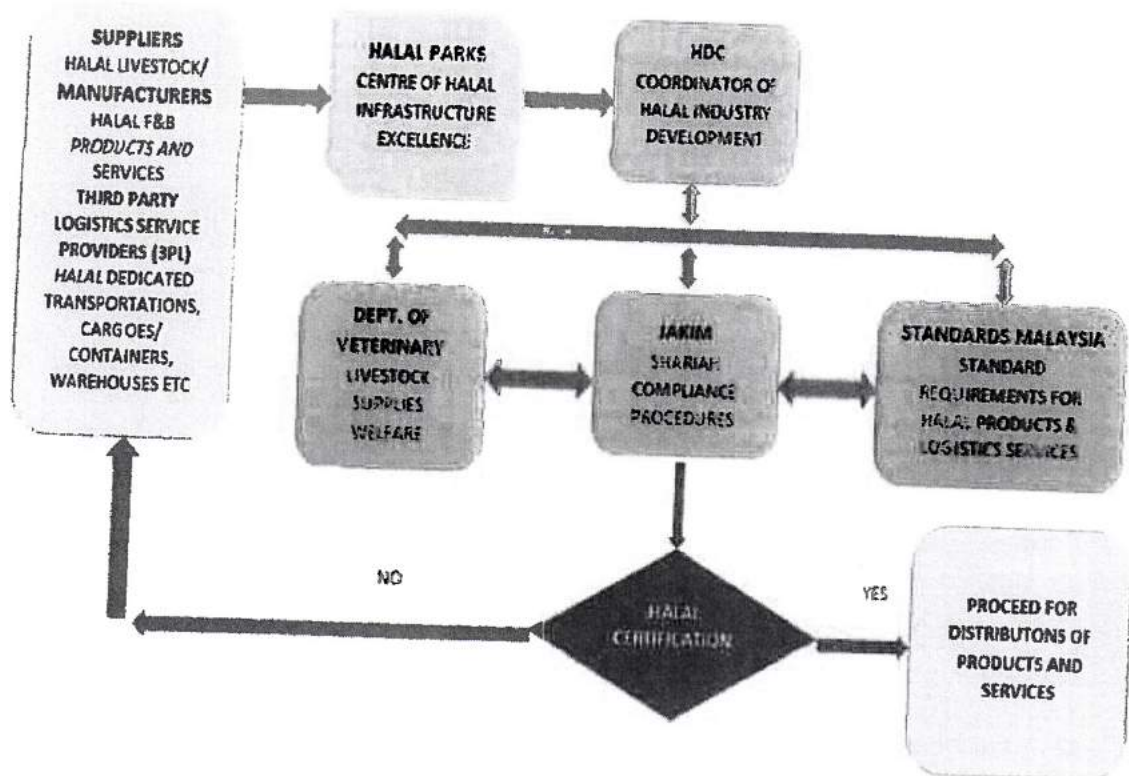 SUPPLIERS
HALAL LIVESTOCK/
MANUFACTURERS
HALAL F&B
PRODUCTS AND
SERVICES
THIRD PARTY
LOGISTICS SERVICE
PROVIDERS (3PL)
HALAL DEDICATED
TRANSPORTATIONS,
CARGOES/
CONTAINERS,
WAREHOUSES ETC
HALAL PARKS
CENTRE OF HALAL
INFRASTRUCTURE
EXCELLENCE
HDC
COORDINATOR OF
HALAL INDUSTRY
DEVELOPMENT
DEPT. OF
VETERINARY
LIVESTOCK
SUPPLIES
WELFARE
JAKIM
SHARIAH
COMPLIANCE
PROCEDURES
STANDARDS MALAYSIA
STANDARD
REQUIREMENTS FOR
HALAL PRODUCTS &
LOGISTICS SERVICES
NO
HALAL
CERTIFICATION
YES
PROCEED FOR
DISTRIBUTONS OF
PRODUCTS AND
SERVICES